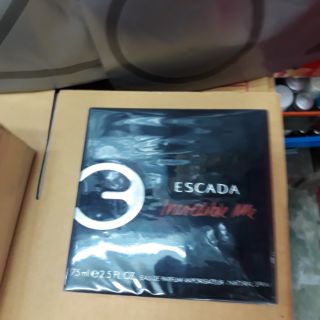 ESCADA
Incredible Me
75 ml e 2.5 FL.OZ. EAU DE PARFUM VAPORISATEUR - NATURAL SPRAY